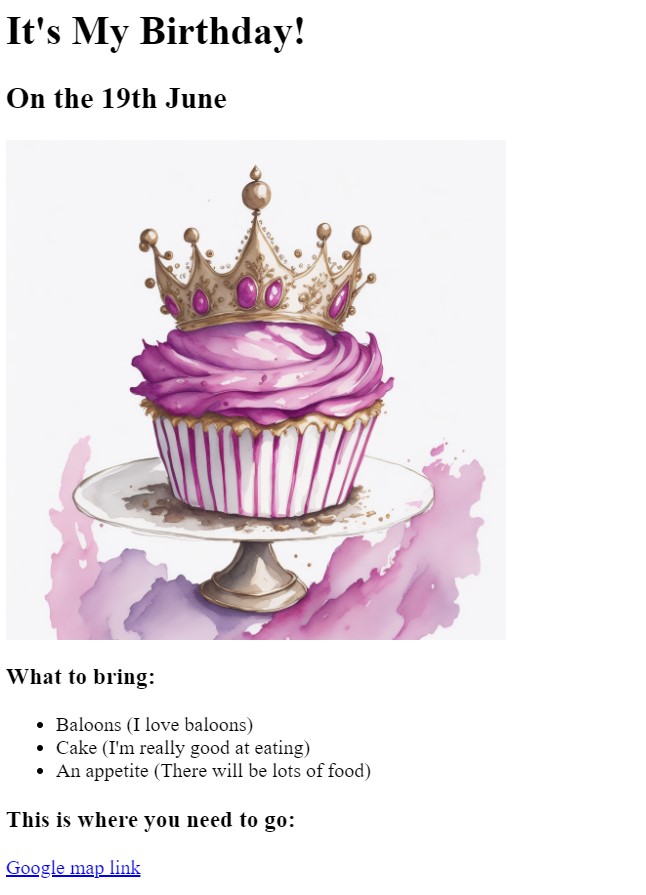 It's My Birthday!
On the 19th June
What to bring:
Baloons (I love baloons)
Cake (I'm really good at eating)
An appetite (There will be lots of food)
This is where you need to go:
Google map link